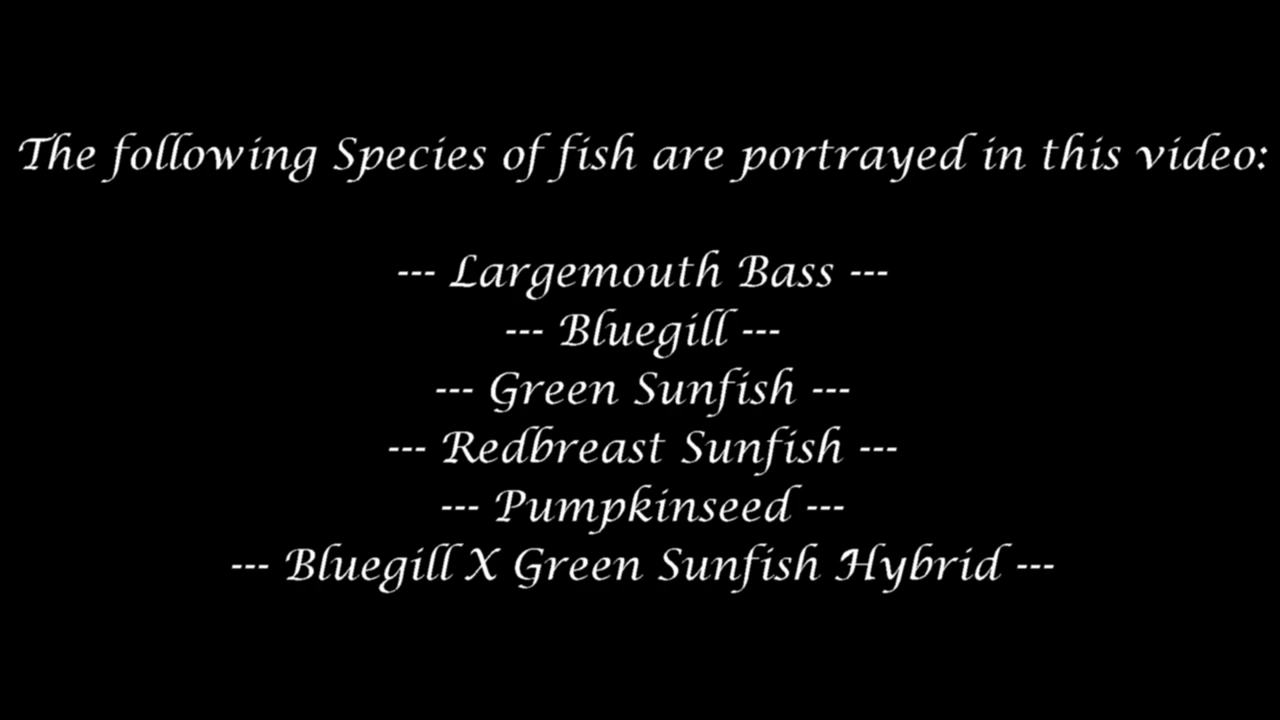 The following Species of fish are portrayed in this video:
--- Largemouth Bass ---
--- Bluegill ---
--- Green Sunfish ---
--- Redbreast Sunfish ---
--- Pumpkinseed ---
--- Bluegill X Green Sunfish Hybrid ---